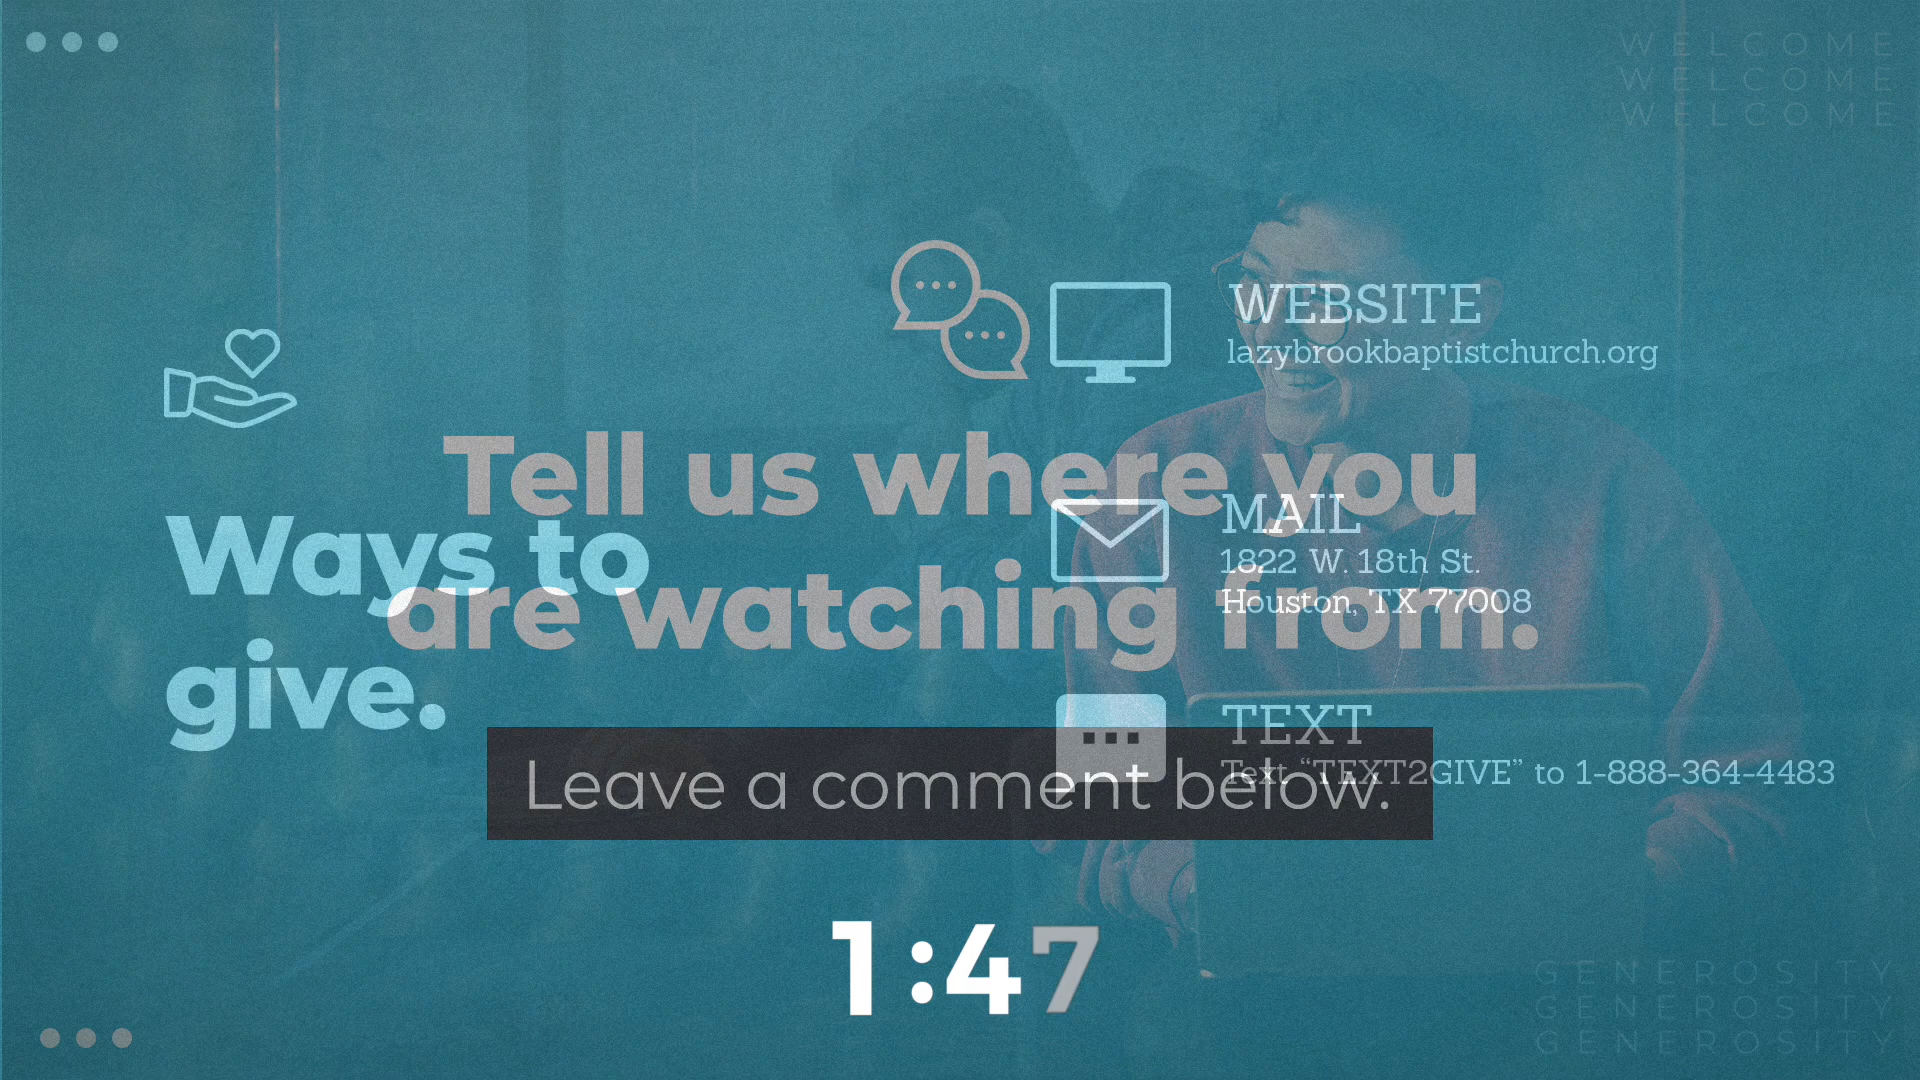 WELCOME
WELCOME
WELCOME
WEBSITE
lazybrookbaptistchurch.org
Tell us where you
are watching from.
Ways to
give.
MAIL
1822 W. 18th St.
Houston, TX 77008
TEXT
Text “TEXT2GIVE” to 1-888-364-4483
Leave a comment below.
1:47
GENEROSITY
GENEROSITY
GENEROSITY